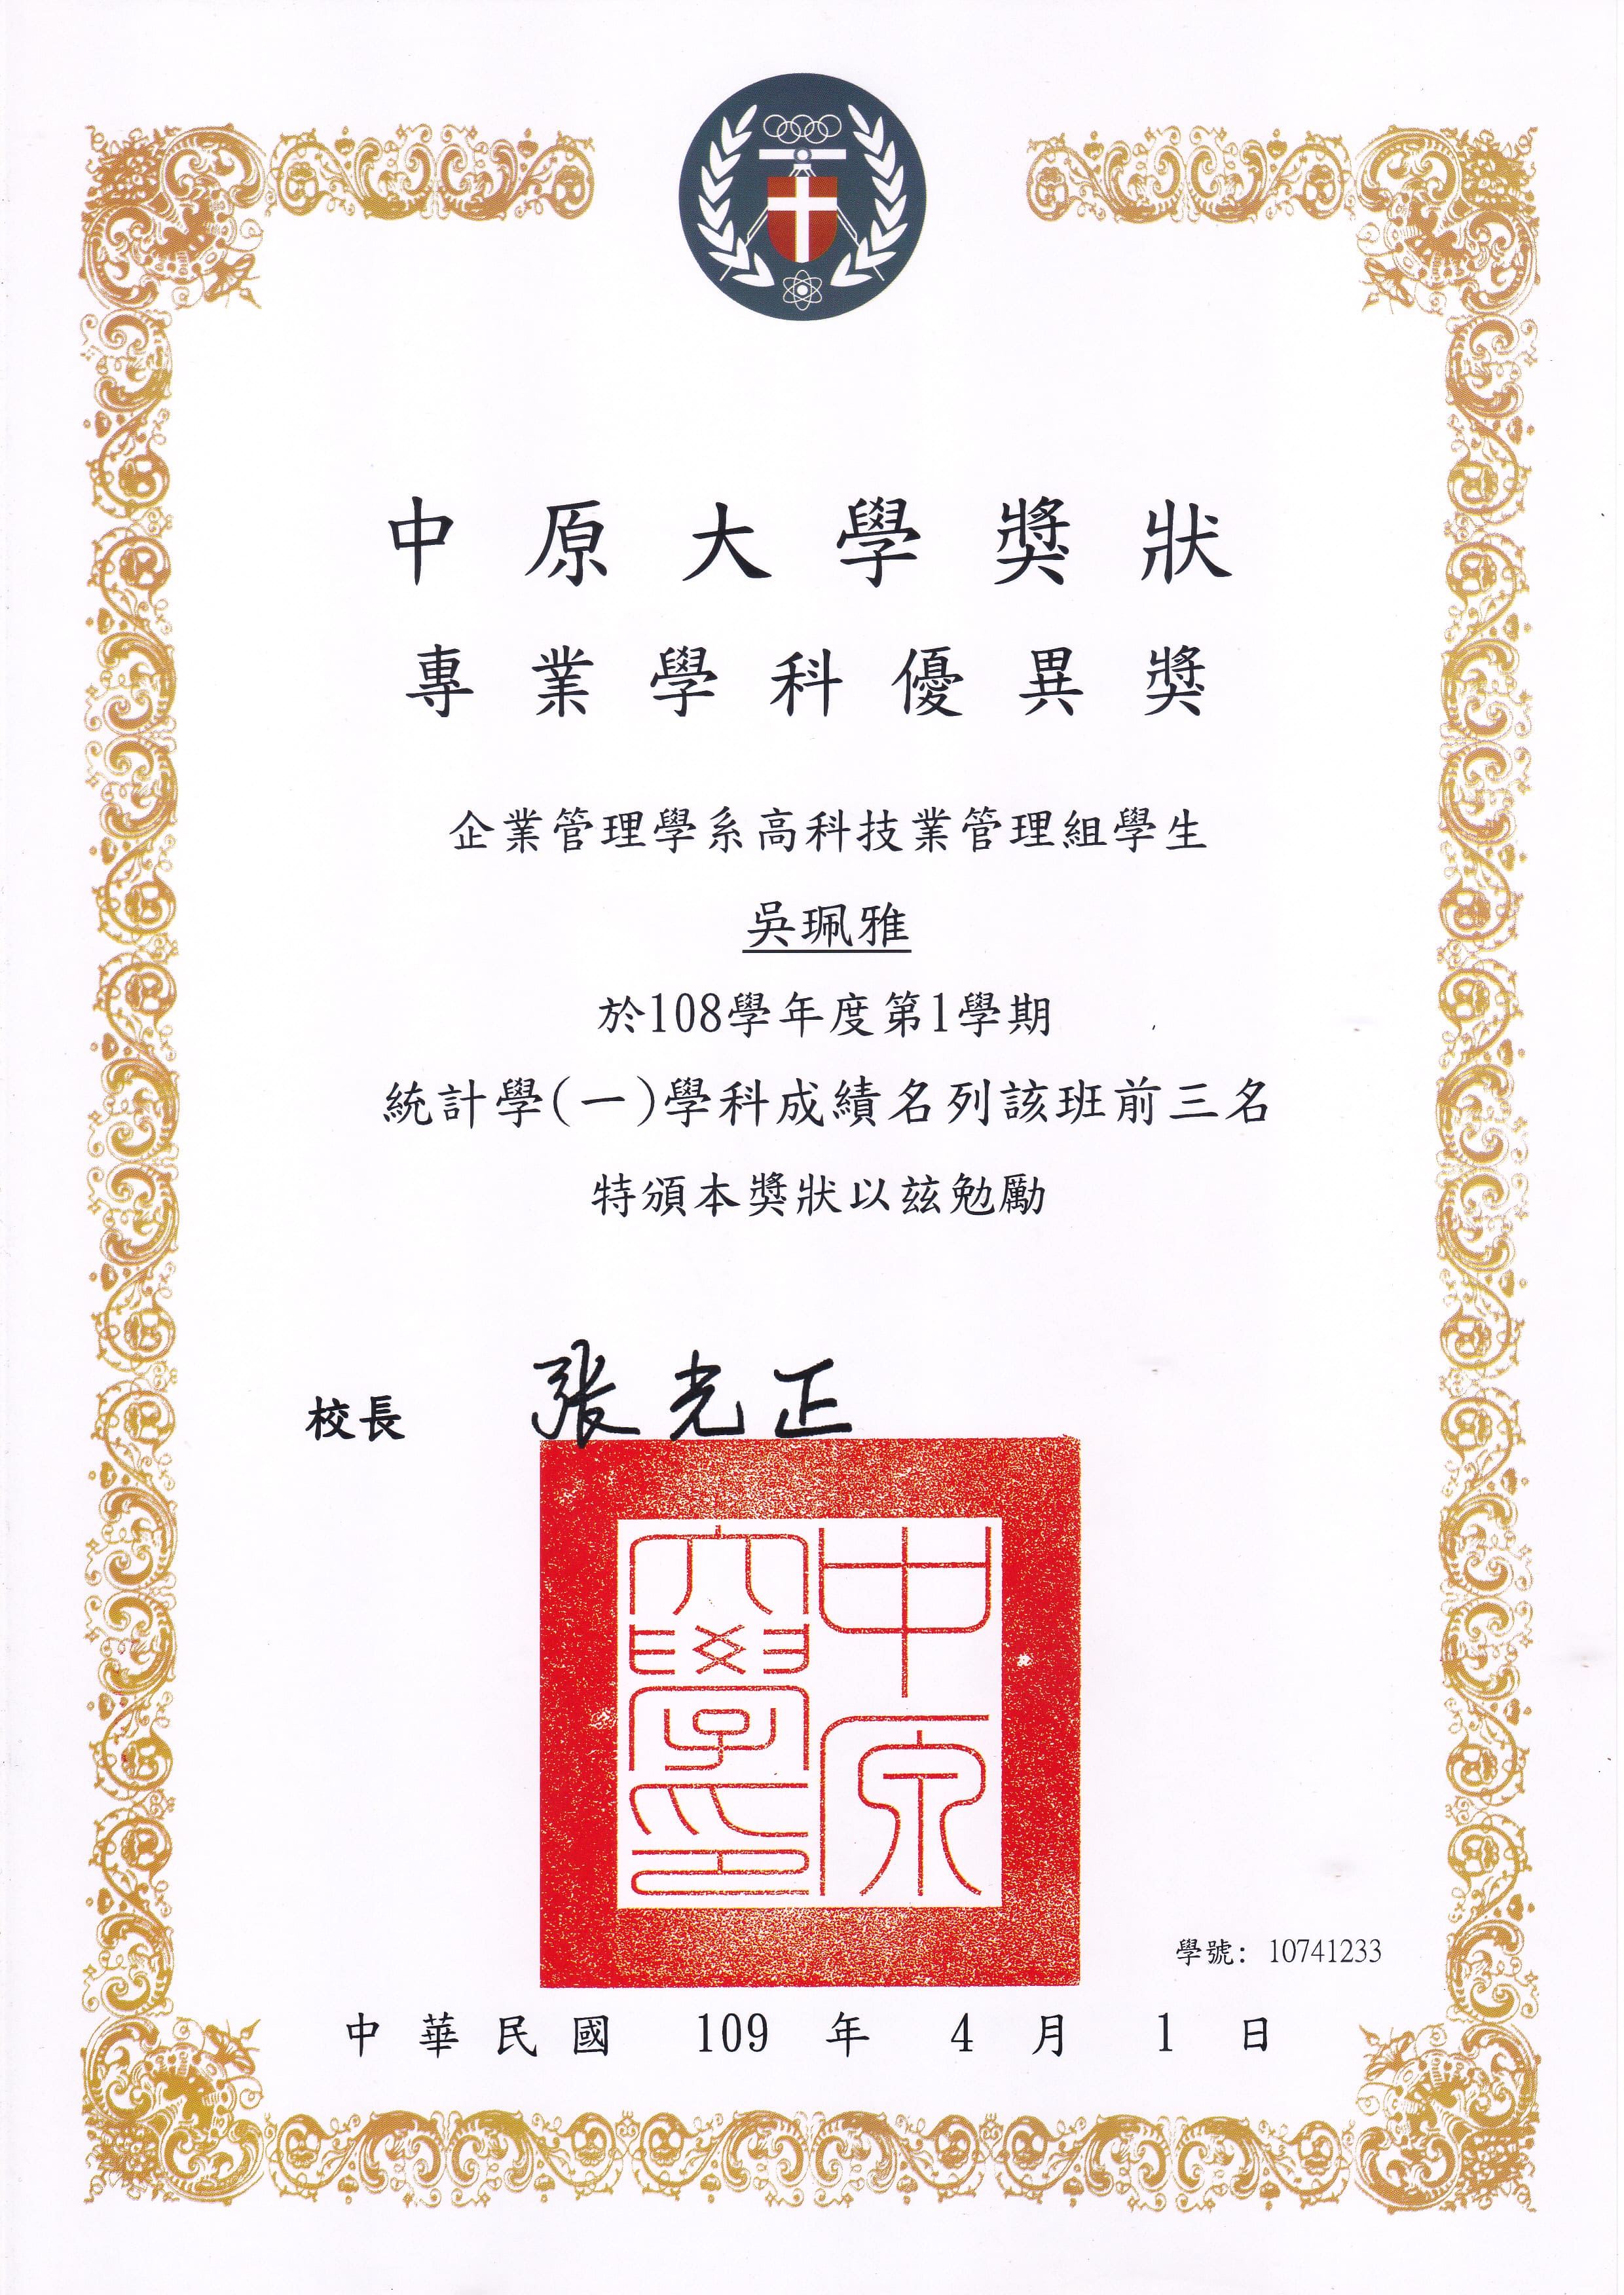 中原大學獎狀
專業學科優異獎
企業管理學系高科技業管理組學生
吳珮雅
於108學年度第1學期
統計學(一)學科成績名列該班前三名
特頒本獎狀以茲勉勵
校長 張光正
中原
大學印
學號: 10741233
中華民國 109 年 4 月 1 日